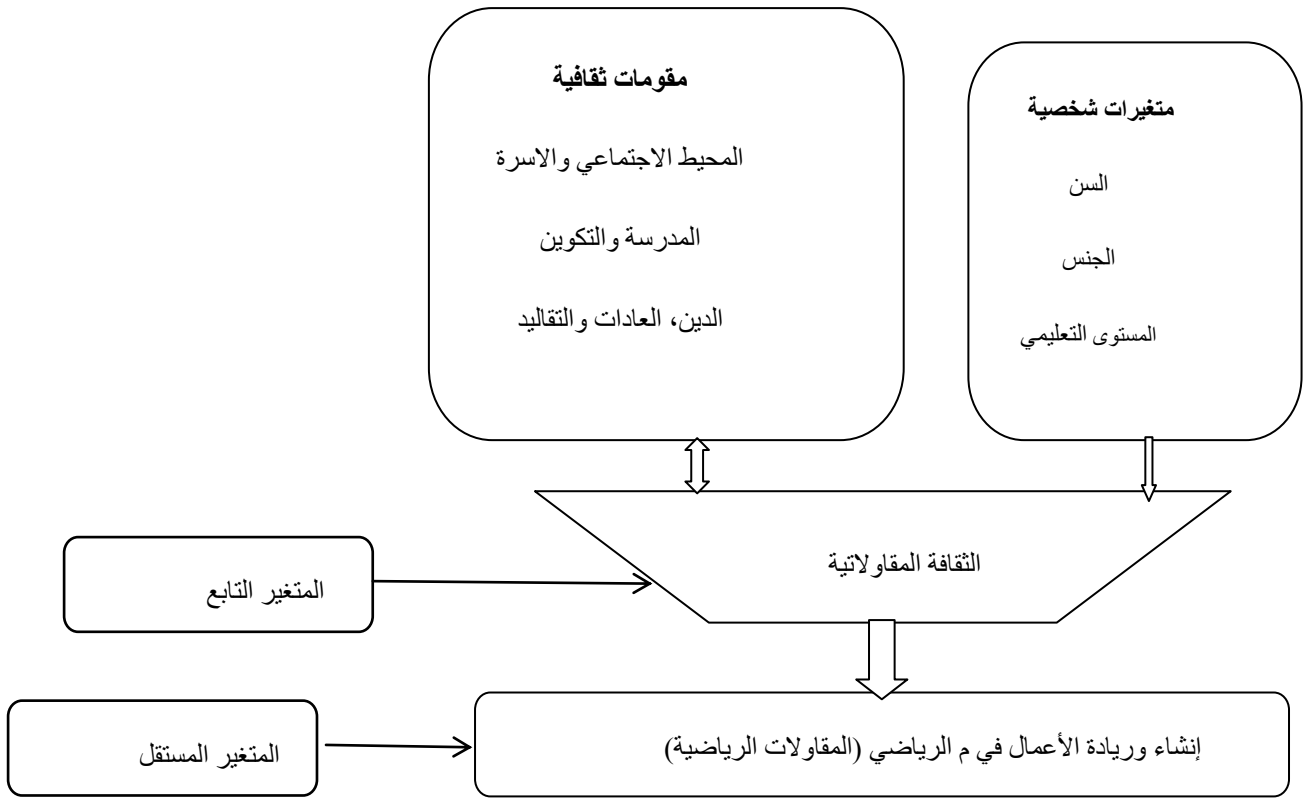 متغيرات شخصية
السن
الجنس
المستوى التعليمي
مقومات ثقافية
المحيط الاجتماعي والاسرة
المدرسة والتكوين
الدين، العادات والتقاليد
الثقافة المقاولاتية
المتغير التابع
إنشاء وريادة الأعمال في م الرياضي (المقاولات الرياضية)
المتغير المستقل